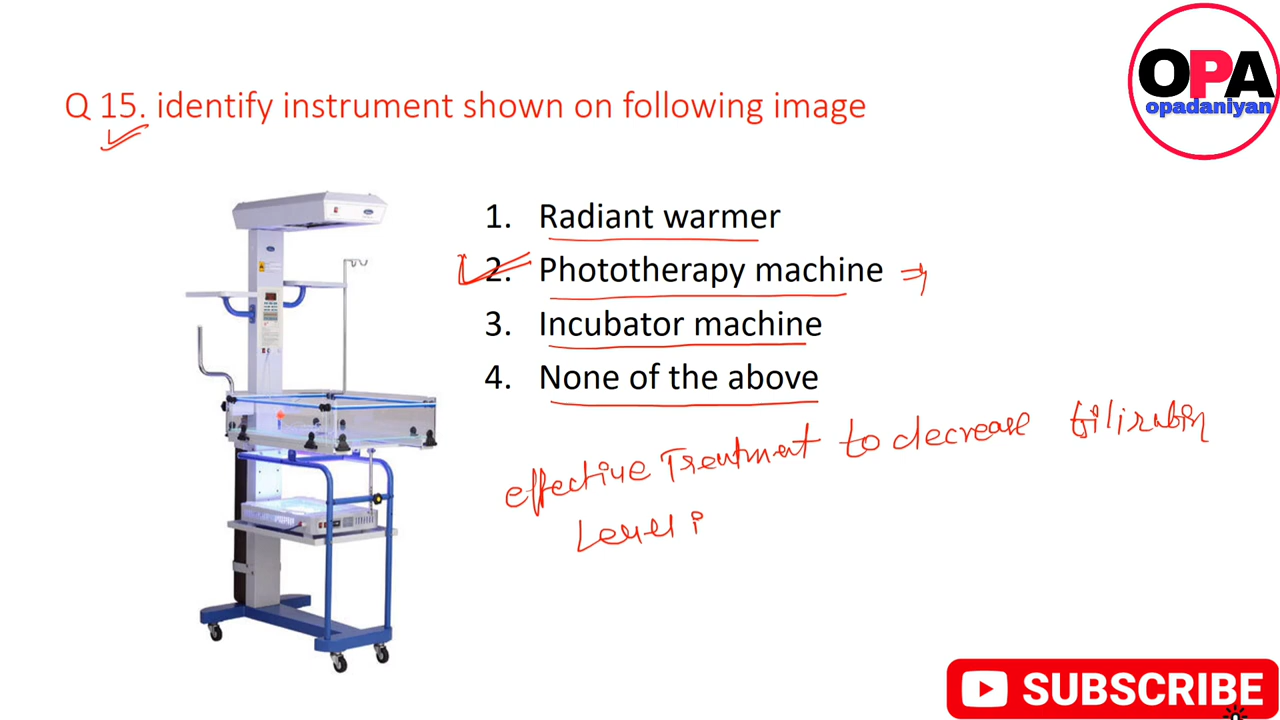 OPA
opadaniyan
Q 15. identify instrument shown on following image
1. Radiant warmer
2. Phototherapy machine
3. Incubator machine
4. None of the above
effective Treatment to decrease bilirubin
Level i
SUBSCRIBE